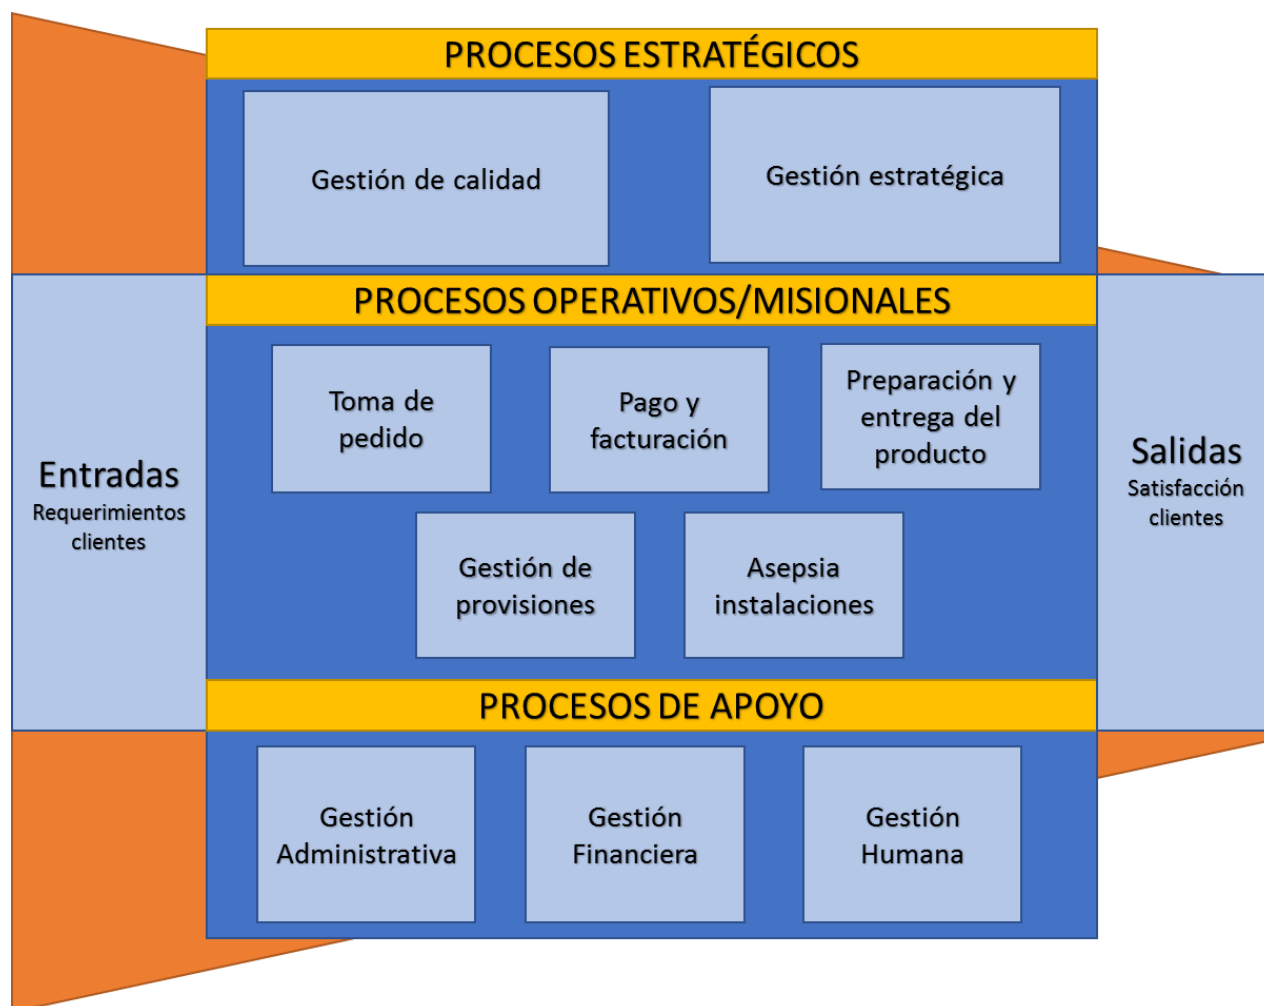 PROCESOS ESTRATÉGICOS
Gestión de calidad
Gestión estratégica
PROCESOS OPERATIVOS/MISIONALES
Toma de
pedido
Pago y
facturación
Preparación y
entrega del
producto
Entradas
Requerimientos
clientes
Salidas
Satisfacción
clientes
Gestión de
provisiones
Asepsia
instalaciones
PROCESOS DE APOYO
Gestión
Administrativa
Gestión
Financiera
Gestión
Humana